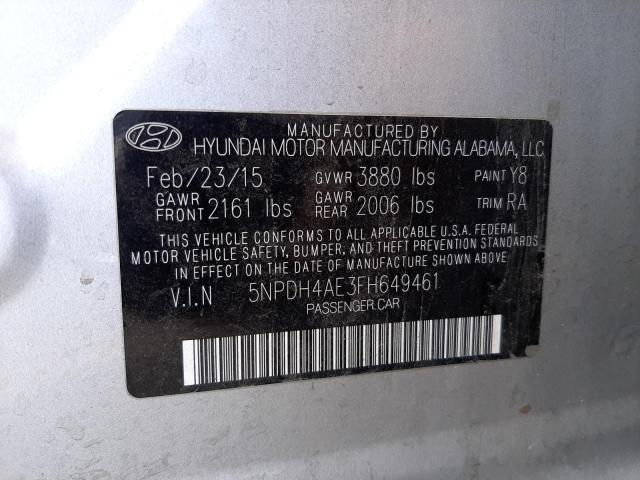 MANUFACTURED BY
HYUNDAI MOTOR MANUFACTURING ALABAMA, LLC
Feb/23/15 GVWR 3880 lbs PAINT Y8
GAWR FRONT 2161 lbs GAWR REAR 2006 lbs TRIM RA
THIS VEHICLE CONFORMS TO ALL APPLICABLE U.S.A. FEDERAL
MOTOR VEHICLE SAFETY, BUMPER, AND THEFT PREVENTION STANDARDS
IN EFFECT ON THE DATE OF MANUFACTURE SHOWN ABOVE
V.I.N 5NPDH4AE3FH649461
PASSENGER CAR